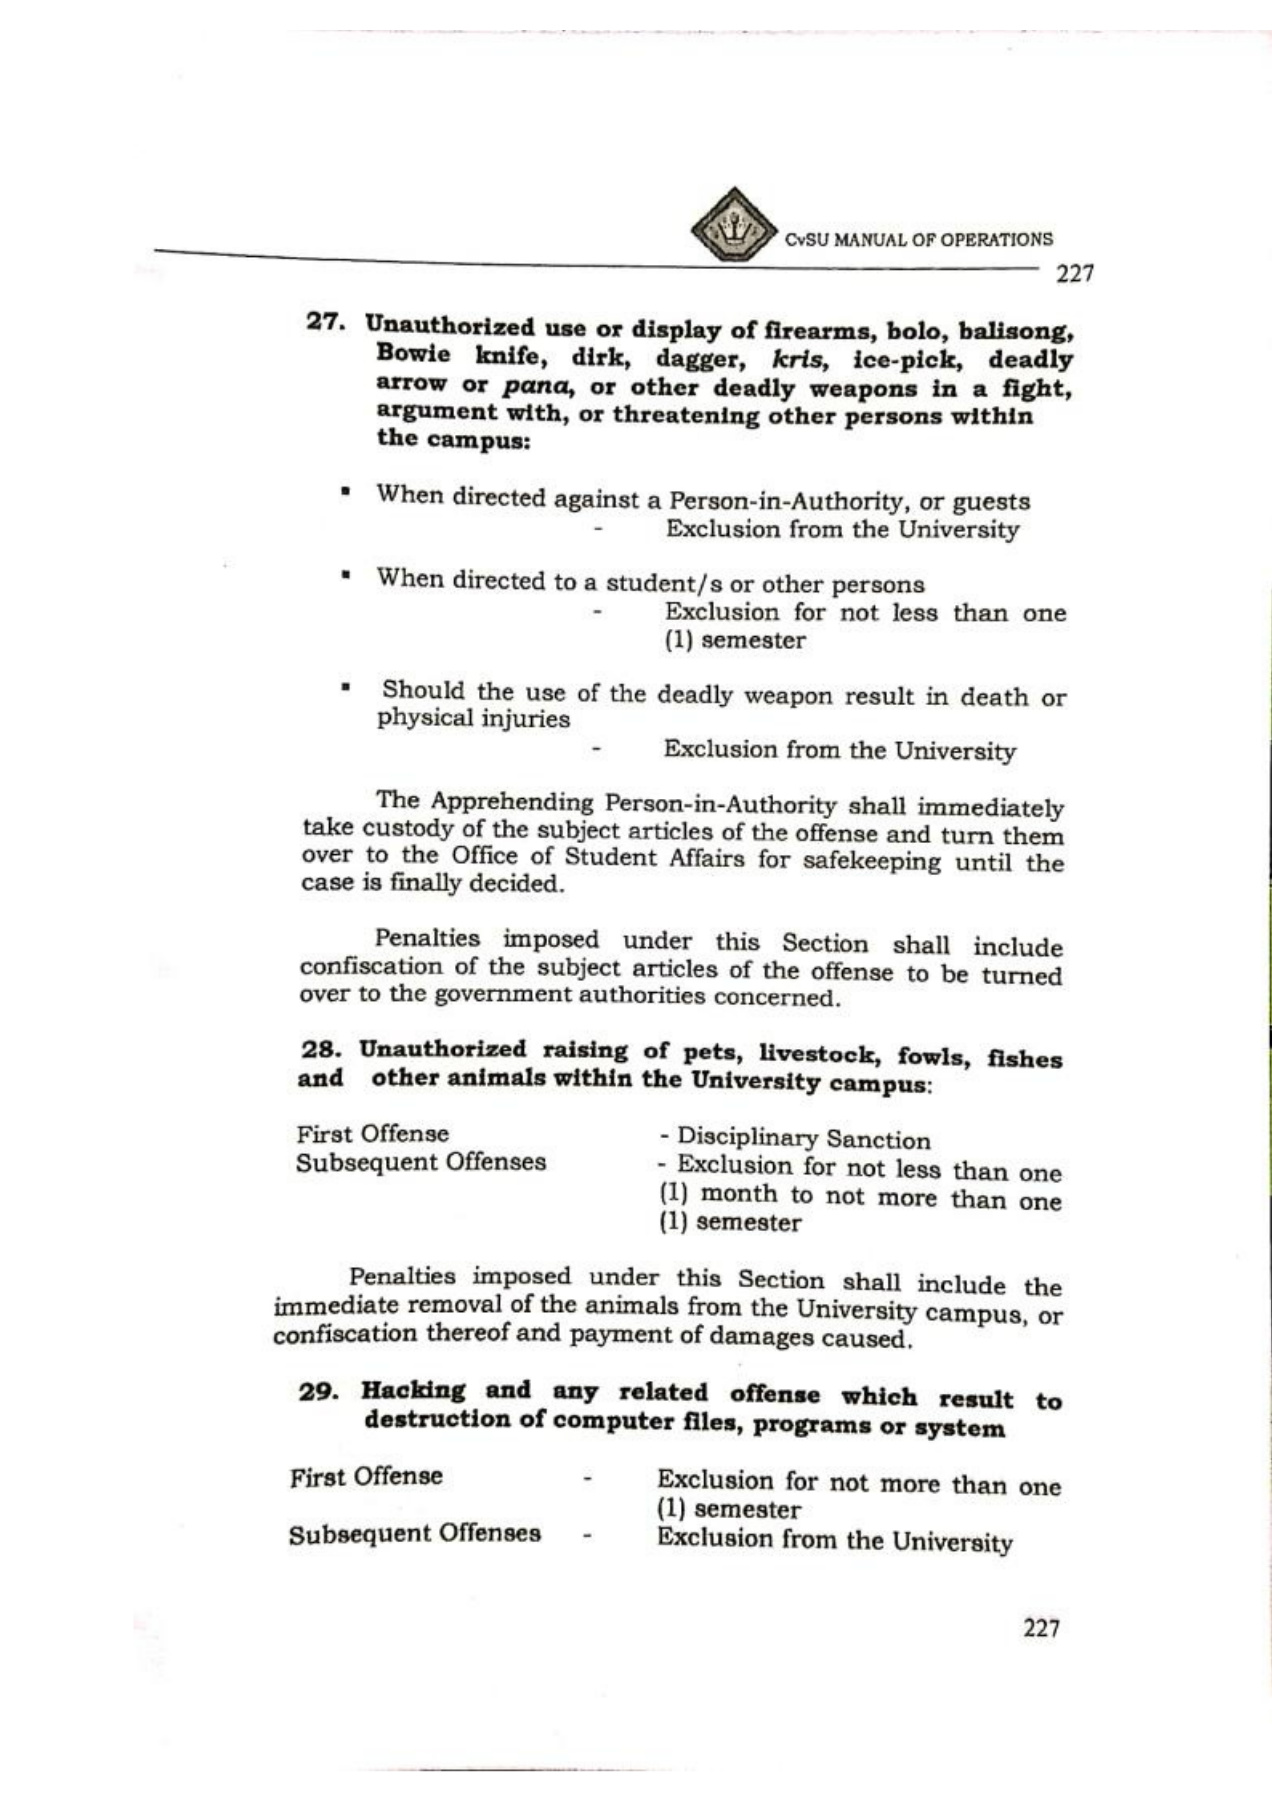 CvSU MANUAL OF OPERATIONS
227
27. Unauthorized use or display of firearms, bolo, balisong,
Bowie knife, dirk, dagger, kris, ice-pick, deadly
arrow or pana, or other deadly weapons in a fight,
argument with, or threatening other persons within
the campus:
▪ When directed against a Person-in-Authority, or guests
- Exclusion from the University
▪ When directed to a student/s or other persons
- Exclusion for not less than one
(1) semester
▪ Should the use of the deadly weapon result in death or
physical injuries
- Exclusion from the University
The Apprehending Person-in-Authority shall immediately
take custody of the subject articles of the offense and turn them
over to the Office of Student Affairs for safekeeping until the
case is finally decided.
Penalties imposed under this Section shall include
confiscation of the subject articles of the offense to be turned
over to the government authorities concerned.
28. Unauthorized raising of pets, livestock, fowls, fishes
and other animals within the University campus:
First Offense - Disciplinary Sanction
Subsequent Offenses - Exclusion for not less than one
(1) month to not more than one
(1) semester
Penalties imposed under this Section shall include the
immediate removal of the animals from the University campus, or
confiscation thereof and payment of damages caused.
29. Hacking and any related offense which result to
destruction of computer files, programs or system
First Offense - Exclusion for not more than one
(1) semester
Subsequent Offenses - Exclusion from the University
227